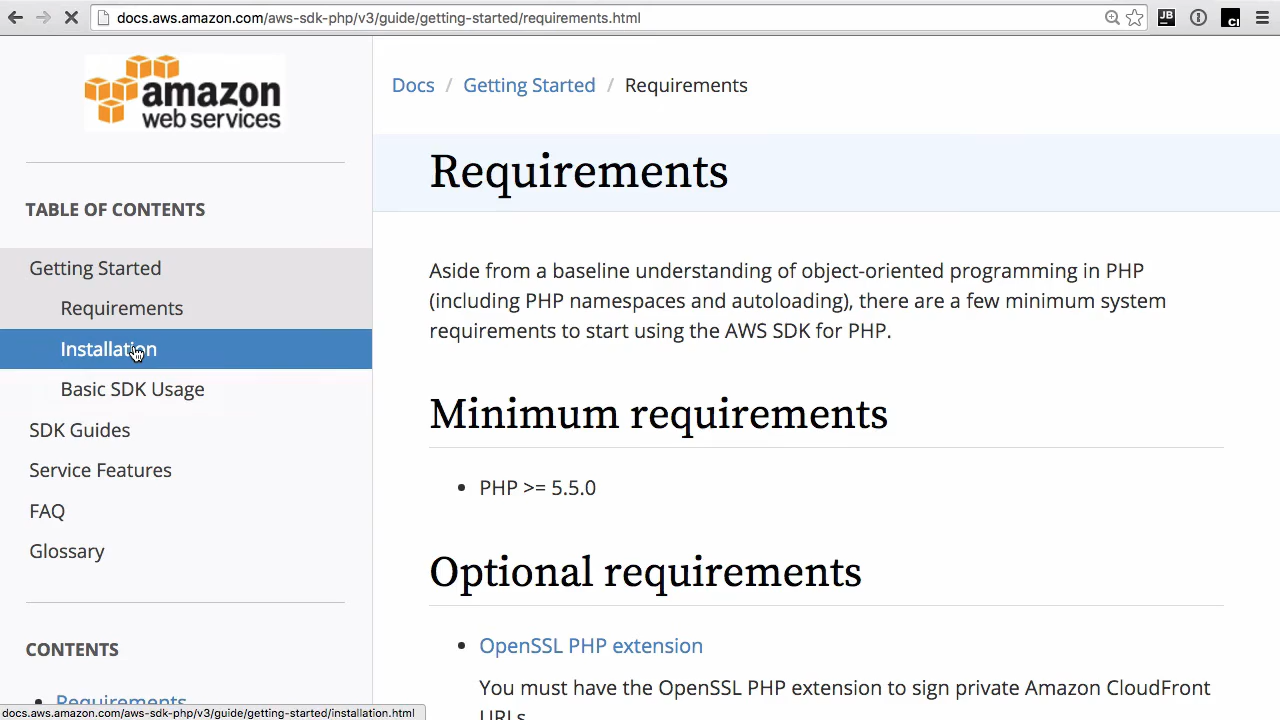 docs.aws.amazon.com/aws-sdk-php/v3/guide/getting-started/requirements.html
JB
CI
amazon
web services
TABLE OF CONTENTS
Getting Started
Requirements
Installation
Basic SDK Usage
SDK Guides
Service Features
FAQ
Glossary
CONTENTS
Requirements
docs.aws.amazon.com/aws-sdk-php/v3/guide/getting-started/installation.html
Docs / Getting Started / Requirements
Requirements
Aside from a baseline understanding of object-oriented programming in PHP
(including PHP namespaces and autoloading), there are a few minimum system
requirements to start using the AWS SDK for PHP.
Minimum requirements
• PHP >= 5.5.0
Optional requirements
• OpenSSL PHP extension
You must have the OpenSSL PHP extension to sign private Amazon CloudFront
URLs